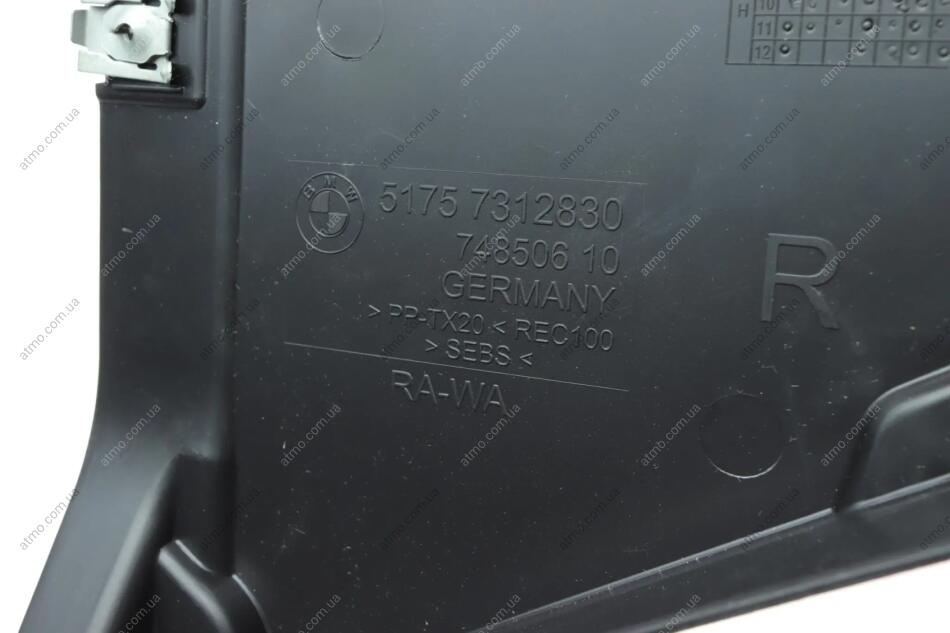 H 10
11
12
BMW
5175 7312830
748506 10
GERMANY
> PP-TX20 < REC100
> SEBS <
RA-WA
R
atmo.com.ua